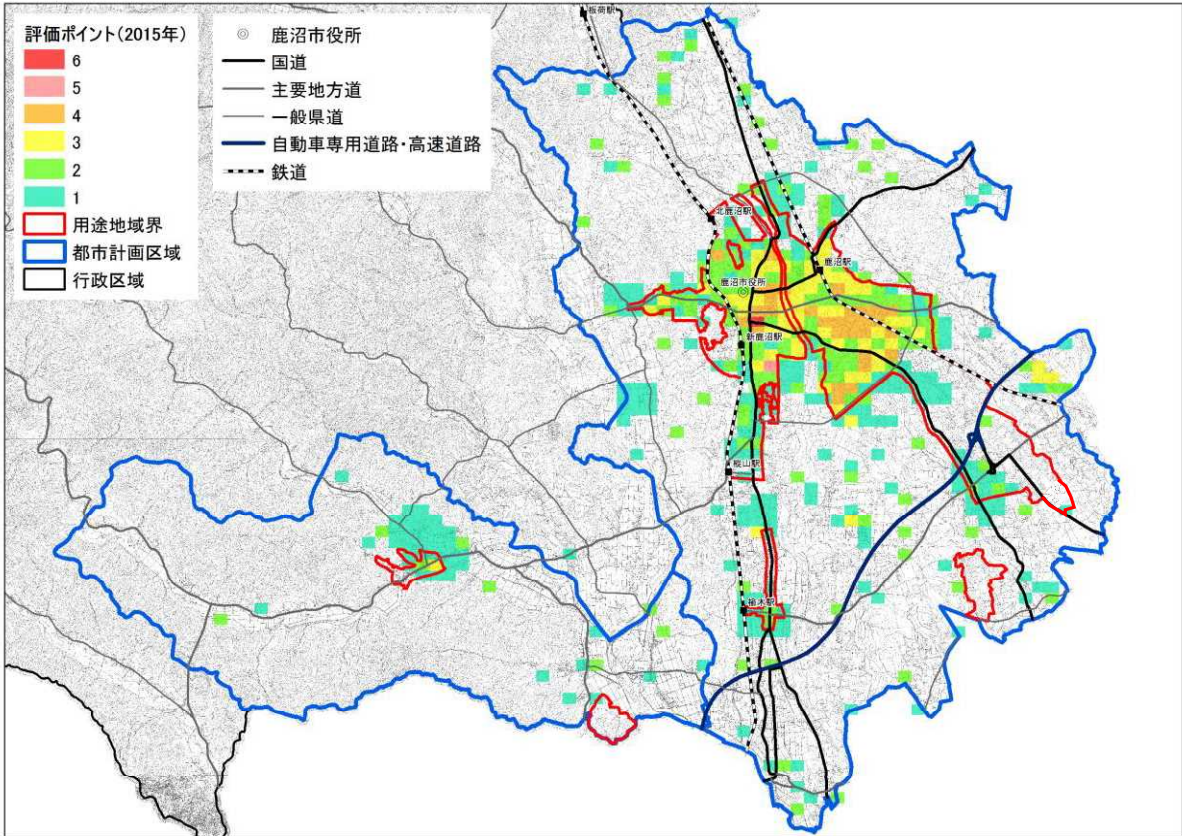 評価ポイント(2015年)
6
5
4
3
2
1
用途地域界
都市計画区域
行政区域
鹿沼市役所
国道
主要地方道
一般県道
自動車専用道路・高速道路
鉄道
板荷駅
北鹿沼駅
鹿沼駅
鹿沼市役所
新鹿沼駅
樅山駅
楡木駅